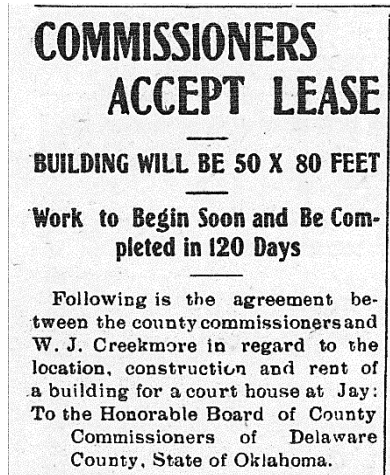 COMMISSIONERS
ACCEPT LEASE
BUILDING WILL BE 50 X 80 FEET
Work to Begin Soon and Be Com-
pleted in 120 Days
Following is the agreement be-
tween the county commissioners and
W. J. Creekmore in regard to the
location, construction and rent of
a building for a court house at Jay:
To the Honorable Board of County
Commissioners of Delaware
County, State of Oklahoma.